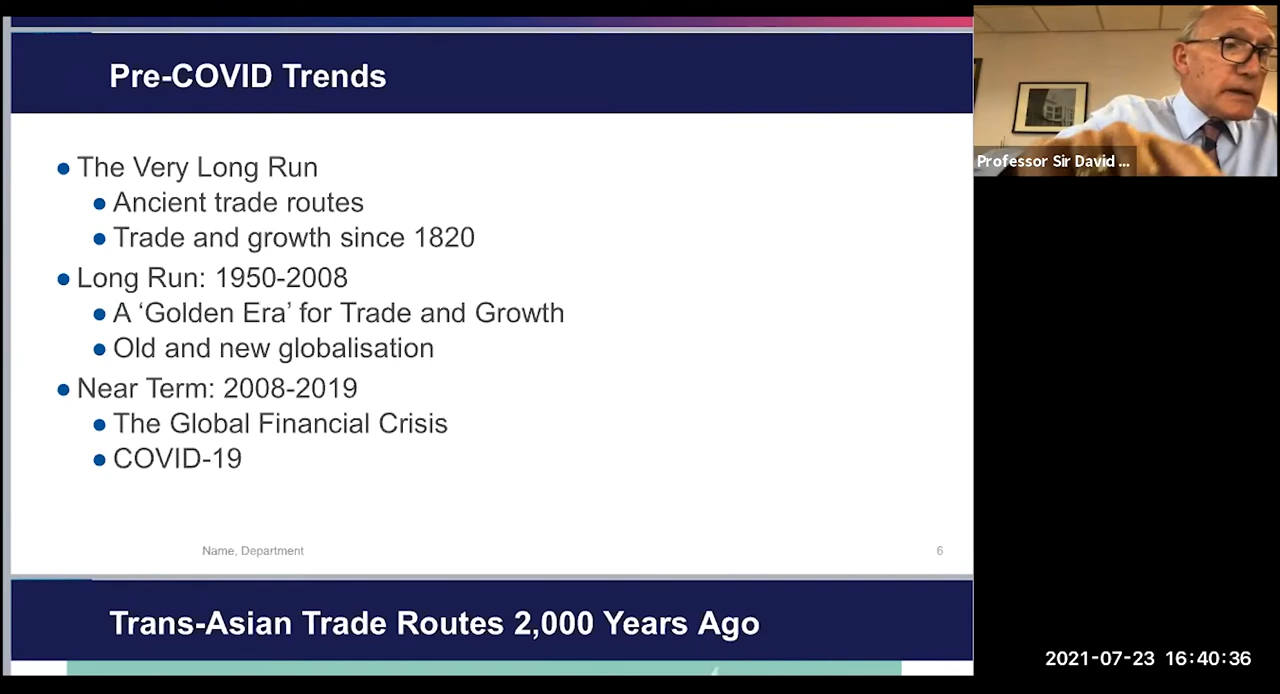 Pre-COVID Trends
● The Very Long Run
● Ancient trade routes
● Trade and growth since 1820
● Long Run: 1950-2008
● A ‘Golden Era’ for Trade and Growth
● Old and new globalisation
● Near Term: 2008-2019
● The Global Financial Crisis
● COVID-19
Name, Department
6
Trans-Asian Trade Routes 2,000 Years Ago
Professor Sir David ...
2021-07-23 16:40:36